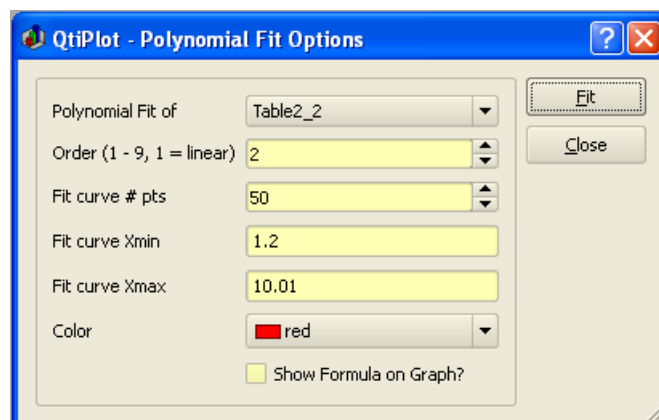 QtiPlot - Polynomial Fit Options
?
Polynomial Fit of Table2_2
Fit
Order (1 - 9, 1 = linear) 2
Close
Fit curve # pts 50
Fit curve Xmin 1.2
Fit curve Xmax 10.01
Color red
Show Formula on Graph?